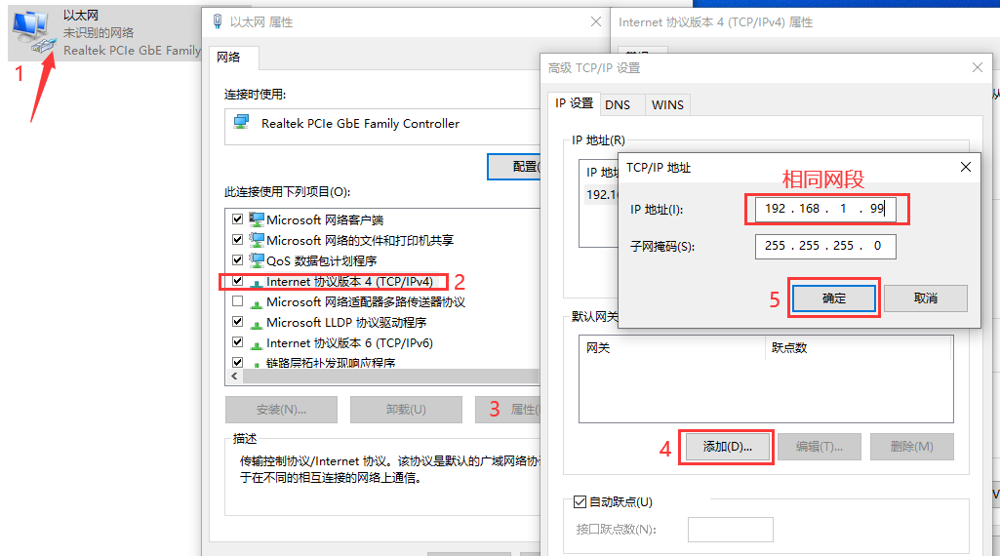 以太网
未识别的网络
Realtek PCIe GbE Family
1
以太网 属性
网络
连接时使用:
Realtek PCIe GbE Family Controller
配置(
此连接使用下列项目(O):
Microsoft 网络客户端
Microsoft 网络的文件和打印机共享
QoS 数据包计划程序
Internet 协议版本 4 (TCP/IPv4)
2
Microsoft 网络适配器多路传送器协议
Microsoft LLDP 协议驱动程序
Internet 协议版本 6 (TCP/IPv6)
链路层拓扑发现响应程序
安装(N)...
卸载(U)
3
属性(
描述
传输控制协议/Internet 协议。该协议是默认的广域网络协
于在不同的相互连接的网络上通信。
Internet 协议版本 4 (TCP/IPv4) 属性
高级 TCP/IP 设置
IP 设置
DNS
WINS
IP 地址(R)
IP 地
192.1
TCP/IP 地址
相同网段
IP 地址(I):
192 . 168 . 1 . 99
子网掩码(S):
255 . 255 . 255 . 0
5
确定
取消
默认网关
网关
跃点数
4
添加(D)...
编辑(T)...
删除(M)
自动跃点(U)
接口跃点数(N):